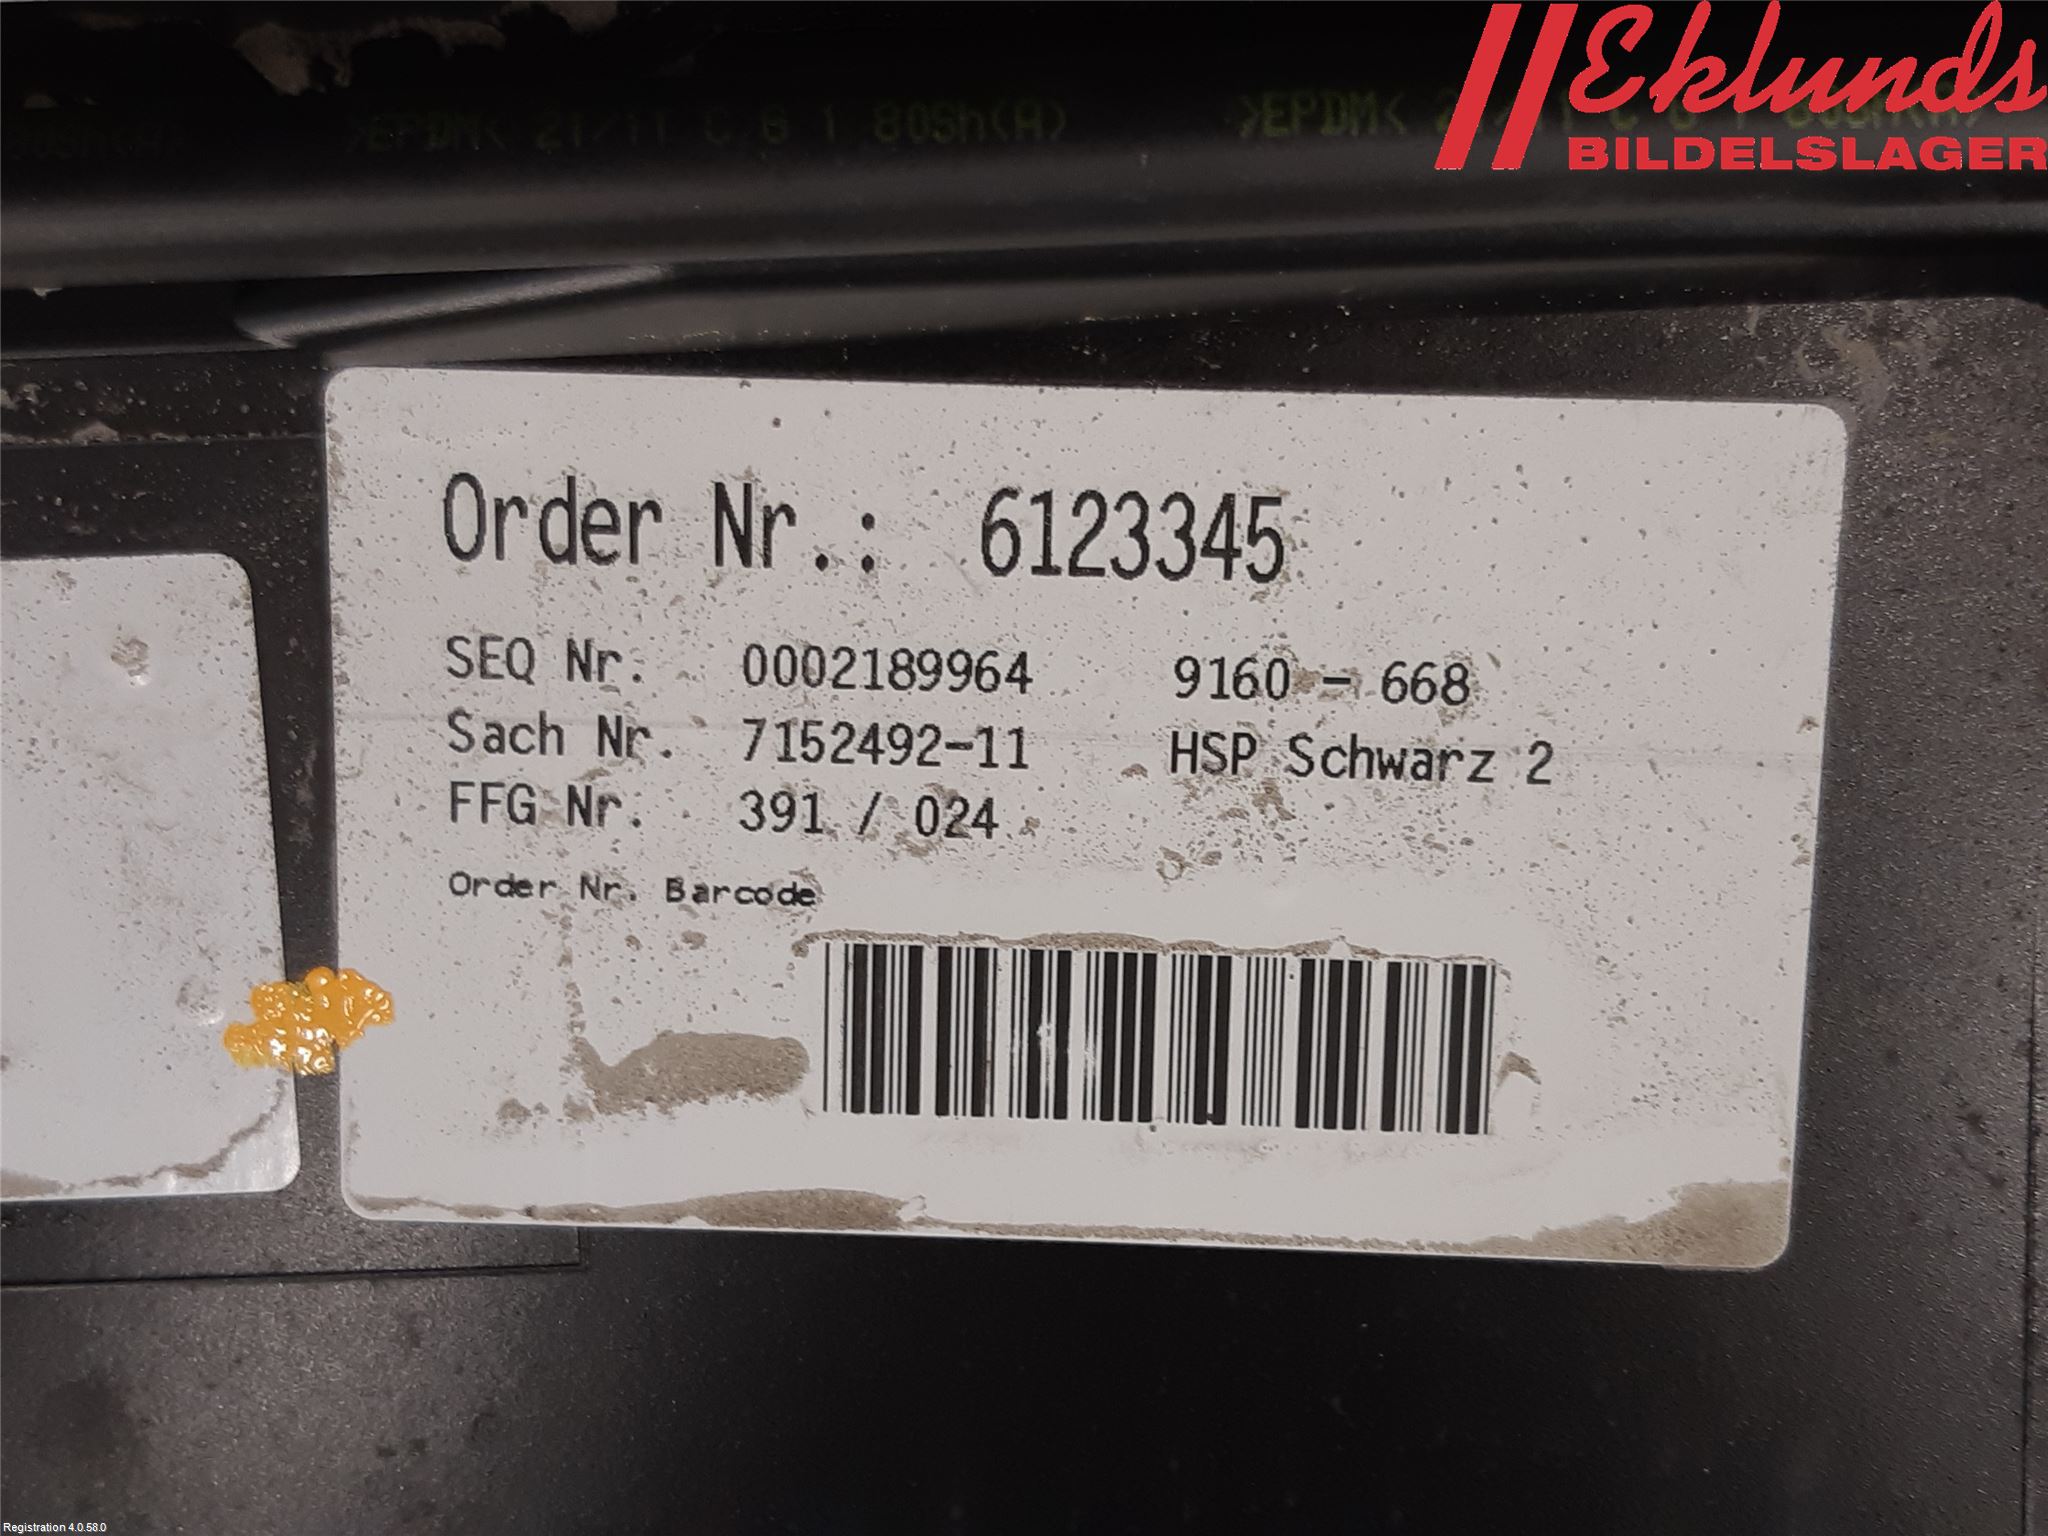 Eklunds
BILDELSLAGER
>EPDM< 21/11 C,G 1 80Sh(A)
>EPDM<
Order Nr.: 6123345
SEQ Nr. 0002189964 9160 - 668
Sach Nr. 7152492-11 HSP Schwarz 2
FFG Nr. 391 / 024
Order Nr. Barcode
Registration 4.0.58.0